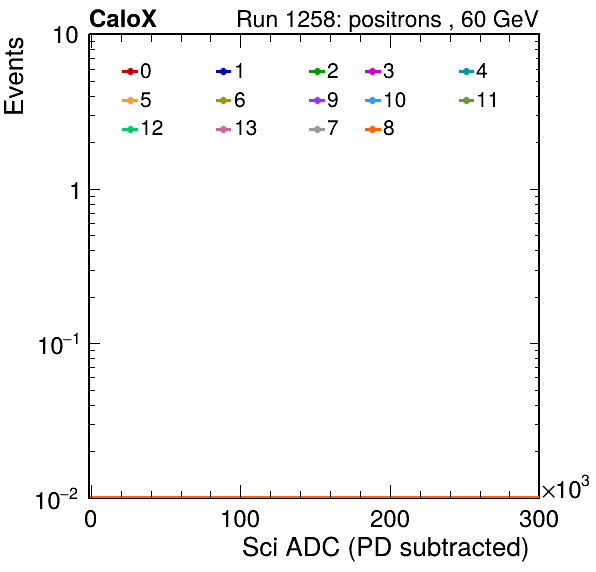 CaloX Run 1258: positrons , 60 GeV
Events
10
1
10⁻¹
10⁻²
0 1 2 3 4
5 6 9 10 11
12 13 7 8
0 100 200 300
×10³
Sci ADC (PD subtracted)